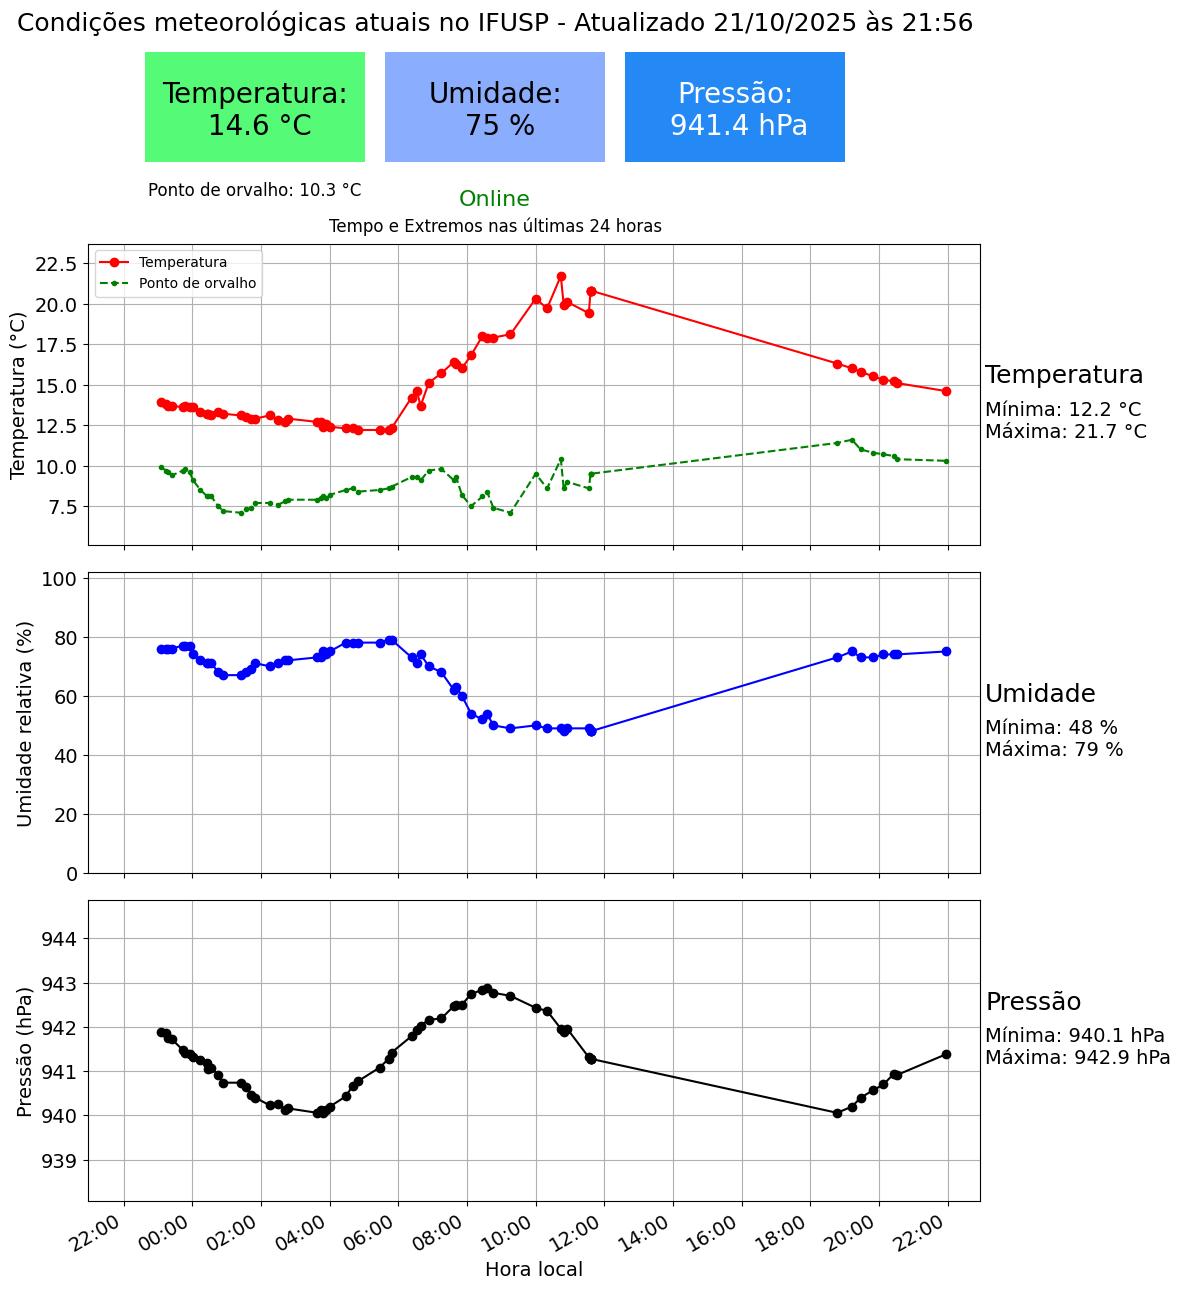 Condições meteorológicas atuais no IFUSP - Atualizado 21/10/2025 às 21:56
Temperatura:
14.6 °C
Umidade:
75 %
Pressão:
941.4 hPa
Ponto de orvalho: 10.3 °C
Online
Tempo e Extremos nas últimas 24 horas
Temperatura
Ponto de orvalho
22.5
20.0
17.5
15.0
12.5
10.0
7.5
Temperatura (°C)
Temperatura
Mínima: 12.2 °C
Máxima: 21.7 °C
100
80
60
40
20
0
Umidade relativa (%)
Umidade
Mínima: 48 %
Máxima: 79 %
944
943
942
941
940
939
Pressão (hPa)
Pressão
Mínima: 940.1 hPa
Máxima: 942.9 hPa
22:00 00:00 02:00 04:00 06:00 08:00 10:00 12:00 14:00 16:00 18:00 20:00 22:00
Hora local